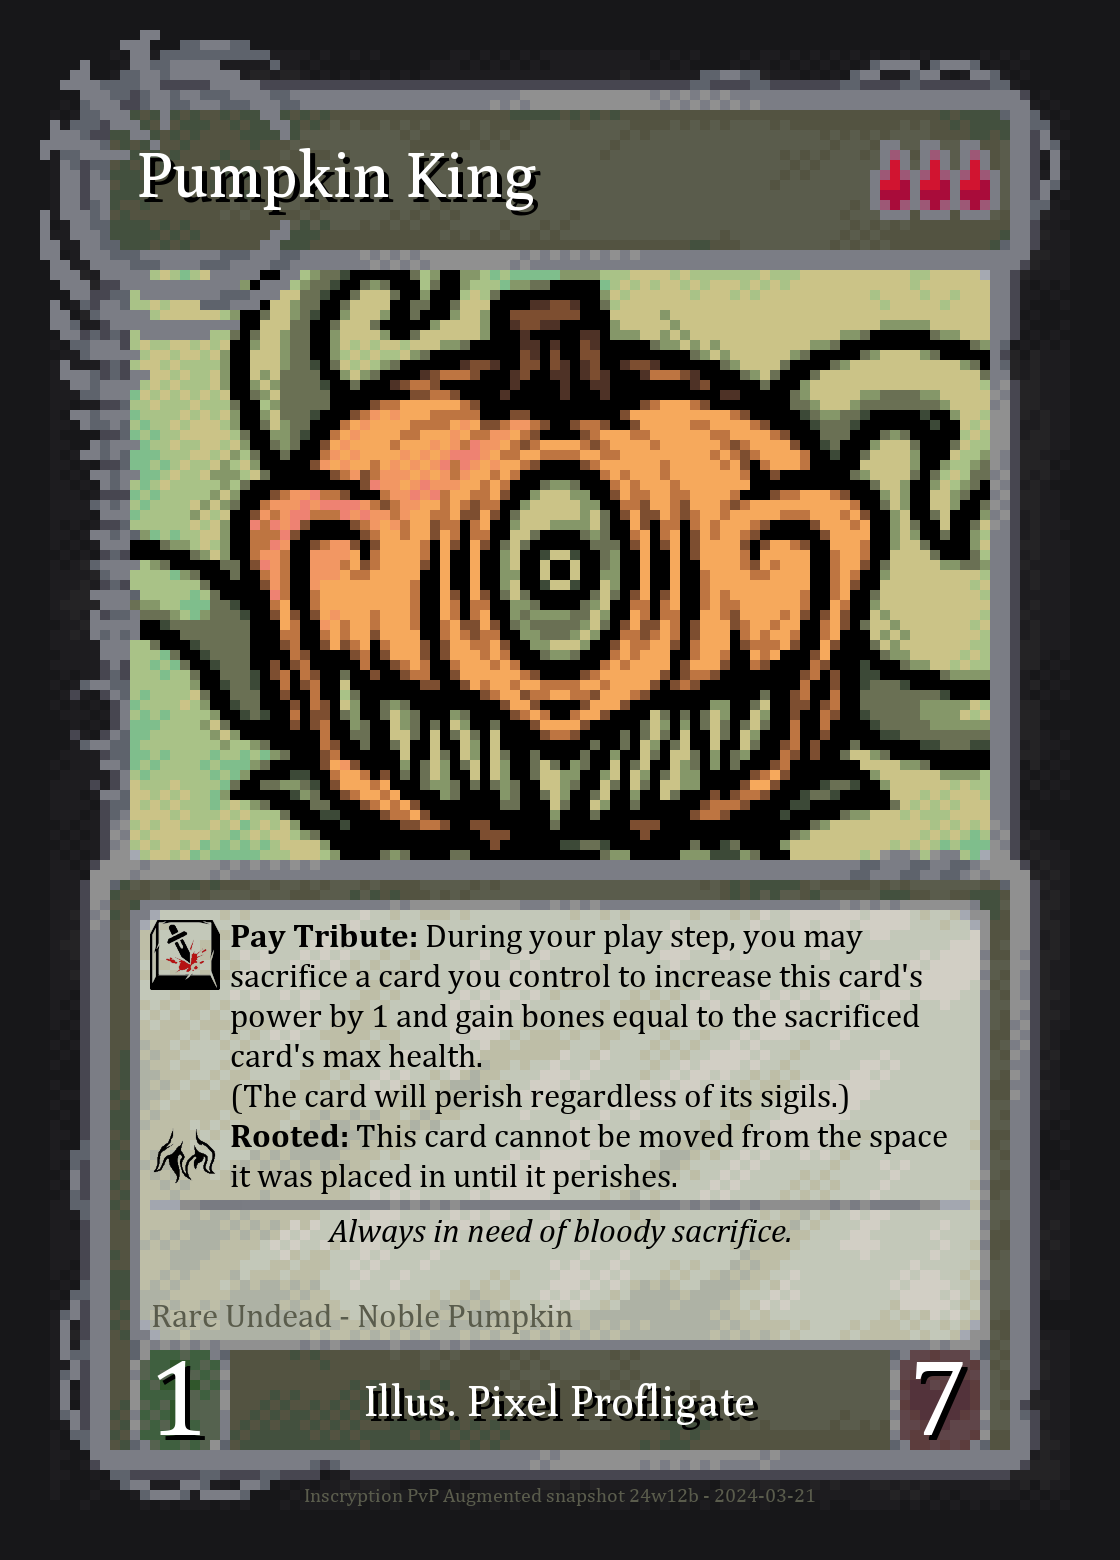 Pumpkin King
Pay Tribute: During your play step, you may
sacrifice a card you control to increase this card's
power by 1 and gain bones equal to the sacrificed
card's max health.
(The card will perish regardless of its sigils.)
Rooted: This card cannot be moved from the space
it was placed in until it perishes.
Always in need of bloody sacrifice.
Rare Undead - Noble Pumpkin
1
Illus. Pixel Profligate
7
Inscryption PvP Augmented snapshot 24w12b - 2024-03-21